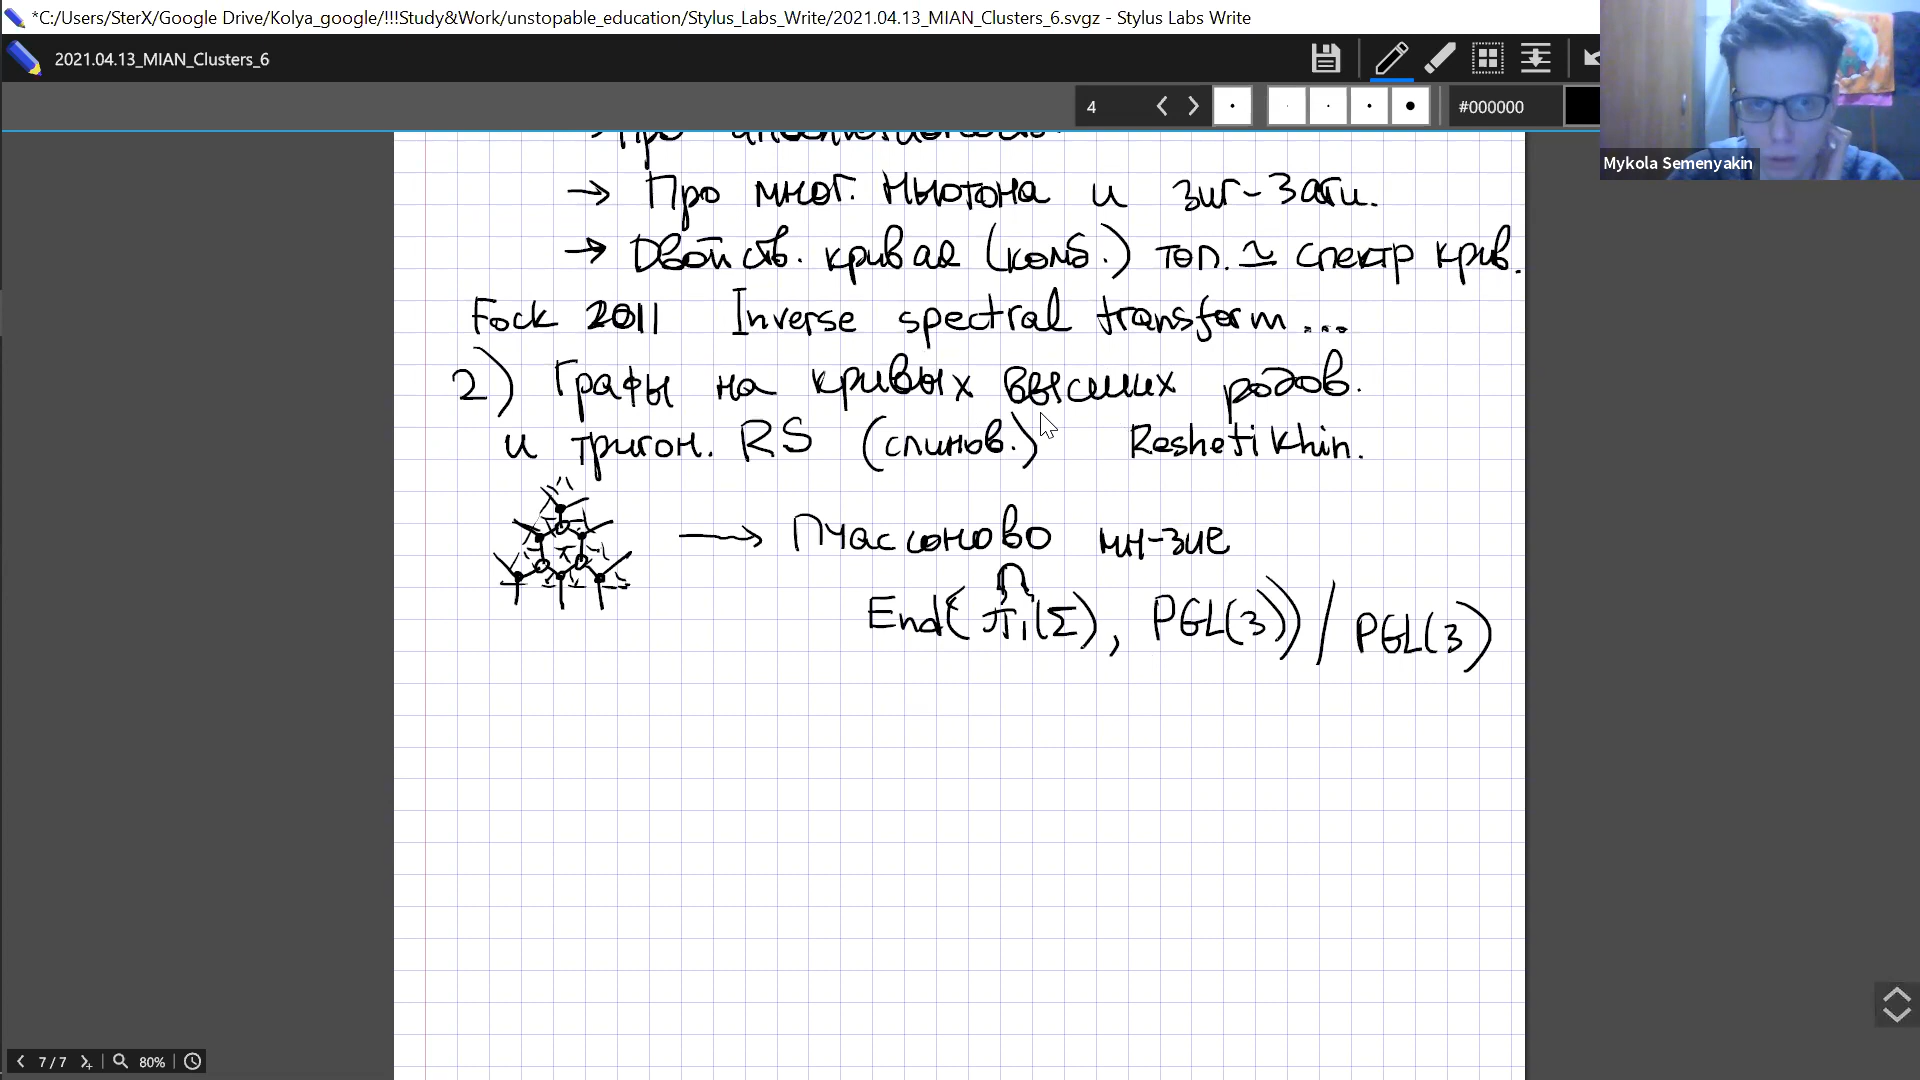 *C:/Users/SterX/Google Drive/Kolya_google/!!!Study&Work/unstopable_education/Stylus_Labs_Write/2021.04.13_MIAN_Clusters_6.svgz - Stylus Labs Write
2021.04.13_MIAN_Clusters_6
4
#000000
Mykola Semenyakin
→ Про
→ Про мног. Ньютона и зиг-заги.
→ Двойств. кривая (комб.) топ. ≃ спектр крив.
Fock 2011 Inverse spectral transform...
2) Графы на кривых высших родов.
и тригон. RS (спинов.) Reshetikhin.
→ Пуассоново мн-зие
End(π₁(Σ), PGL(3)) / PGL(3)
7 / 7
80%